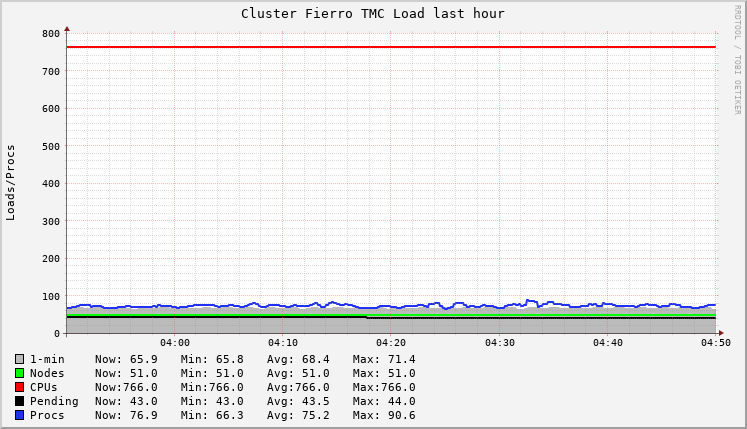 Cluster Fierro TMC Load last hour
RRDTOOL / TOBI OETIKER
Loads/Procs
800
700
600
500
400
300
200
100
0
04:00 04:10 04:20 04:30 04:40 04:50
1-min Now: 65.9 Min: 65.8 Avg: 68.4 Max: 71.4
Nodes Now: 51.0 Min: 51.0 Avg: 51.0 Max: 51.0
CPUs Now:766.0 Min:766.0 Avg:766.0 Max:766.0
Pending Now: 43.0 Min: 43.0 Avg: 43.5 Max: 44.0
Procs Now: 76.9 Min: 66.3 Avg: 75.2 Max: 90.6